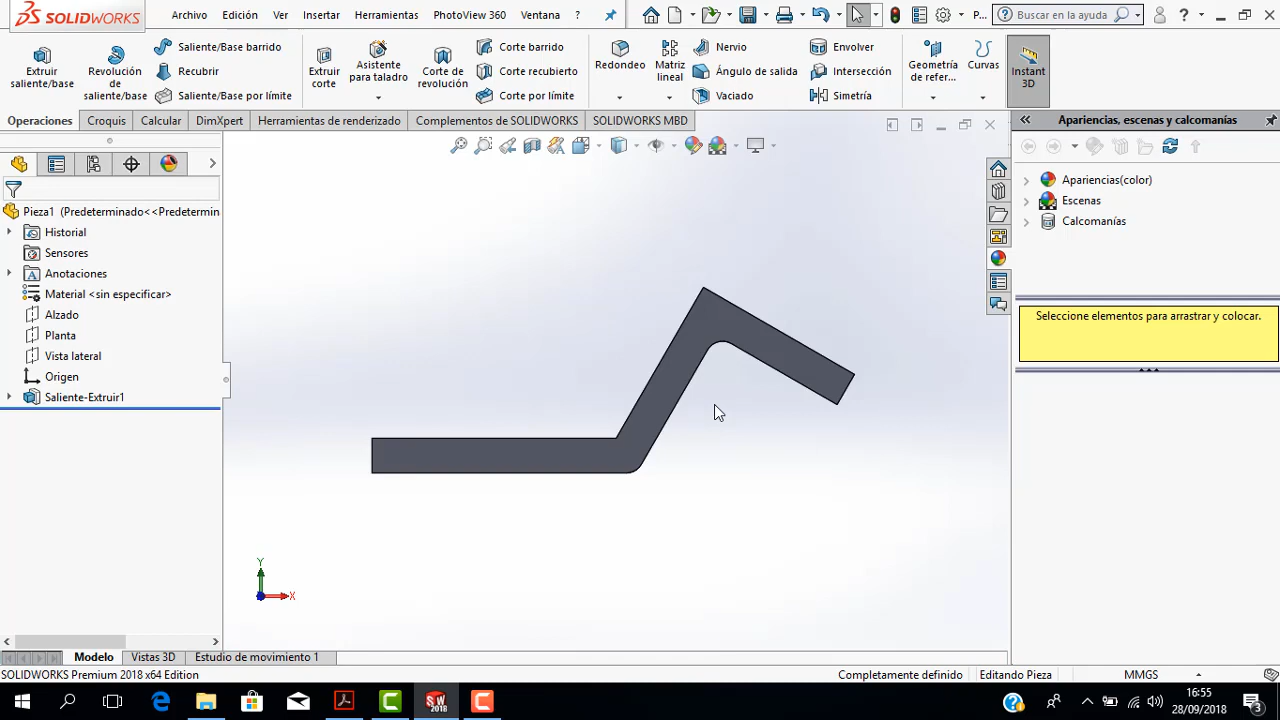 SOLIDWORKS
Archivo Edición Ver Insertar Herramientas PhotoView 360 Ventana ? P... Buscar en la ayuda ?
Extruir saliente/base
Revolución de saliente/base
Saliente/Base barrido
Recubrir
Saliente/Base por límite
Extruir corte
Asistente para taladro
Corte de revolución
Corte barrido
Corte recubierto
Corte por límite
Redondeo
Matriz lineal
Nervio
Ángulo de salida
Vaciado
Envolver
Intersección
Simetría
Geometría de refer...
Curvas
Instant 3D
Operaciones Croquis Calcular DimXpert Herramientas de renderizado Complementos de SOLIDWORKS SOLIDWORKS MBD
Pieza1 (Predeterminado<<Predetermin
Historial
Sensores
Anotaciones
Material <sin especificar>
Alzado
Planta
Vista lateral
Origen
Saliente-Extruir1
Y
X
Apariencias, escenas y calcomanías
Apariencias(color)
Escenas
Calcomanías
Seleccione elementos para arrastrar y colocar.
Modelo Vistas 3D Estudio de movimiento 1
SOLIDWORKS Premium 2018 x64 Edition Completamente definido Editando Pieza MMGS
SW
2018
16:55
28/09/2018
3